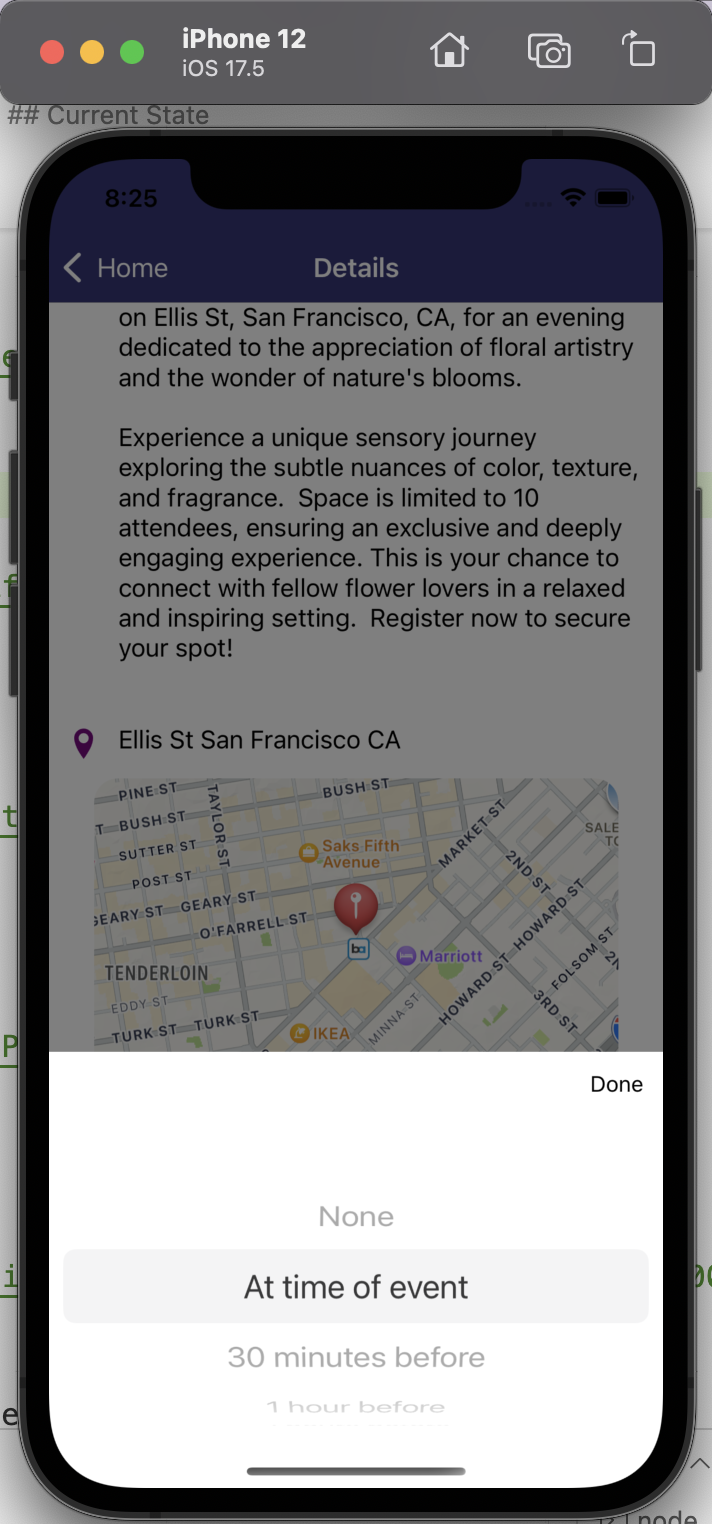 iPhone 12
iOS 17.5
## Current State
8:25
Home
Details
on Ellis St, San Francisco, CA, for an evening
dedicated to the appreciation of floral artistry
and the wonder of nature's blooms.
Experience a unique sensory journey
exploring the subtle nuances of color, texture,
and fragrance.  Space is limited to 10
attendees, ensuring an exclusive and deeply
engaging experience. This is your chance to
connect with fellow flower lovers in a relaxed
and inspiring setting.  Register now to secure
your spot!
Ellis St San Francisco CA
PINE ST
BUSH ST
TAYLOR ST
BUSH ST
SUTTER ST
Saks Fifth
Avenue
MARKET ST
SALE
POST ST
2ND ST
GEARY ST
GEARY ST
HOWARD ST
O'FARRELL ST
ba
Marriott
FOLSOM ST
TENDERLOIN
HOWARD ST
EDDY ST
3RD ST
TURK ST
TURK ST
IKEA
MINNA ST
Done
None
At time of event
30 minutes before
1 hour before
node